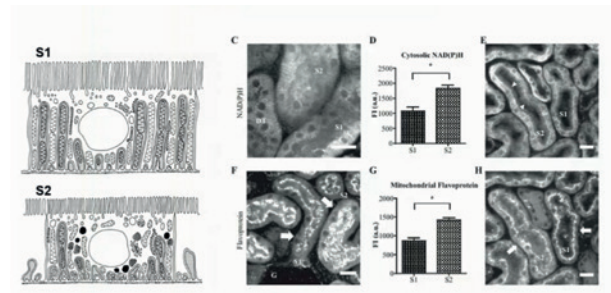 S1
S2
C
NAD(P)H
S2
S1
D
Cytosolic NAD(P)H
FI (a.u.)
2500
2000
1500
1000
500
0
*
S1
S2
E
S1
S2
F
Flavoprotein
G
G
Mitochondrial Flavoprotein
FI (a.u.)
2000
1500
1000
500
0
*
S1
S2
H